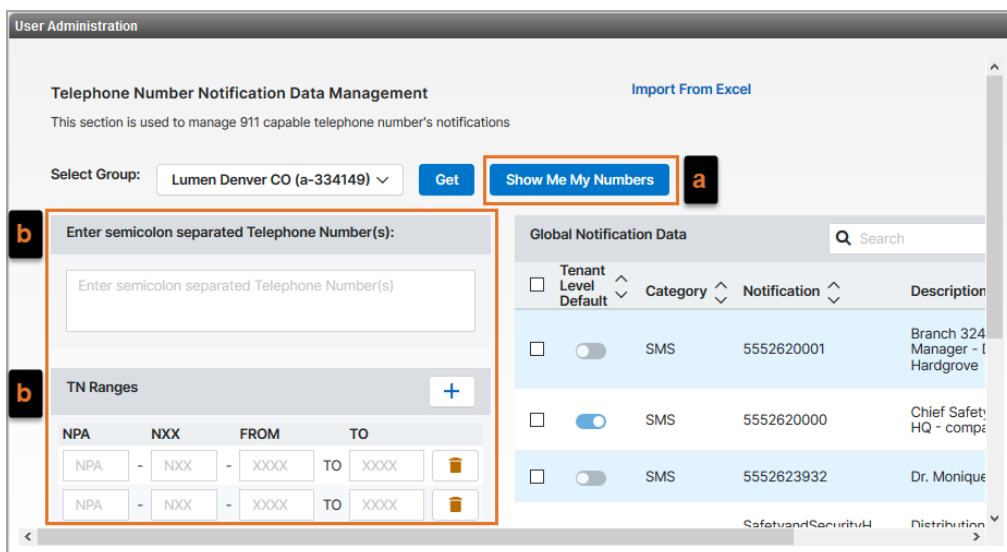 User Administration
Telephone Number Notification Data Management
Import From Excel
This section is used to manage 911 capable telephone number's notifications
Select Group:
Lumen Denver CO (a-334149)
Get
Show Me My Numbers
a
b
Enter semicolon separated Telephone Number(s):
Enter semicolon separated Telephone Number(s)
b
TN Ranges
+
NPA NXX FROM TO
NPA - NXX - XXXX TO XXXX
NPA - NXX - XXXX TO XXXX
Global Notification Data
Search
Tenant
Level
Default
Category
Notification
Description
SMS
5552620001
Branch 324
Manager - D
Hardgrove
SMS
5552620000
Chief Safety
HQ - compa
SMS
5552623932
Dr. Monique
SafetyandSecurityH
Distribution